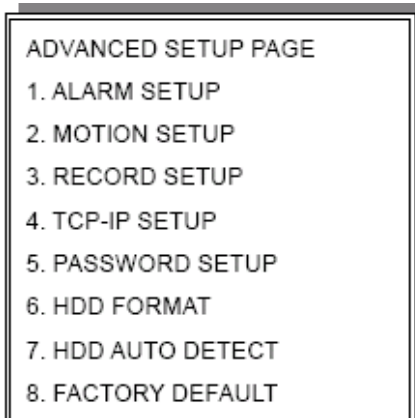 ADVANCED SETUP PAGE
1. ALARM SETUP
2. MOTION SETUP
3. RECORD SETUP
4. TCP-IP SETUP
5. PASSWORD SETUP
6. HDD FORMAT
7. HDD AUTO DETECT
8. FACTORY DEFAULT